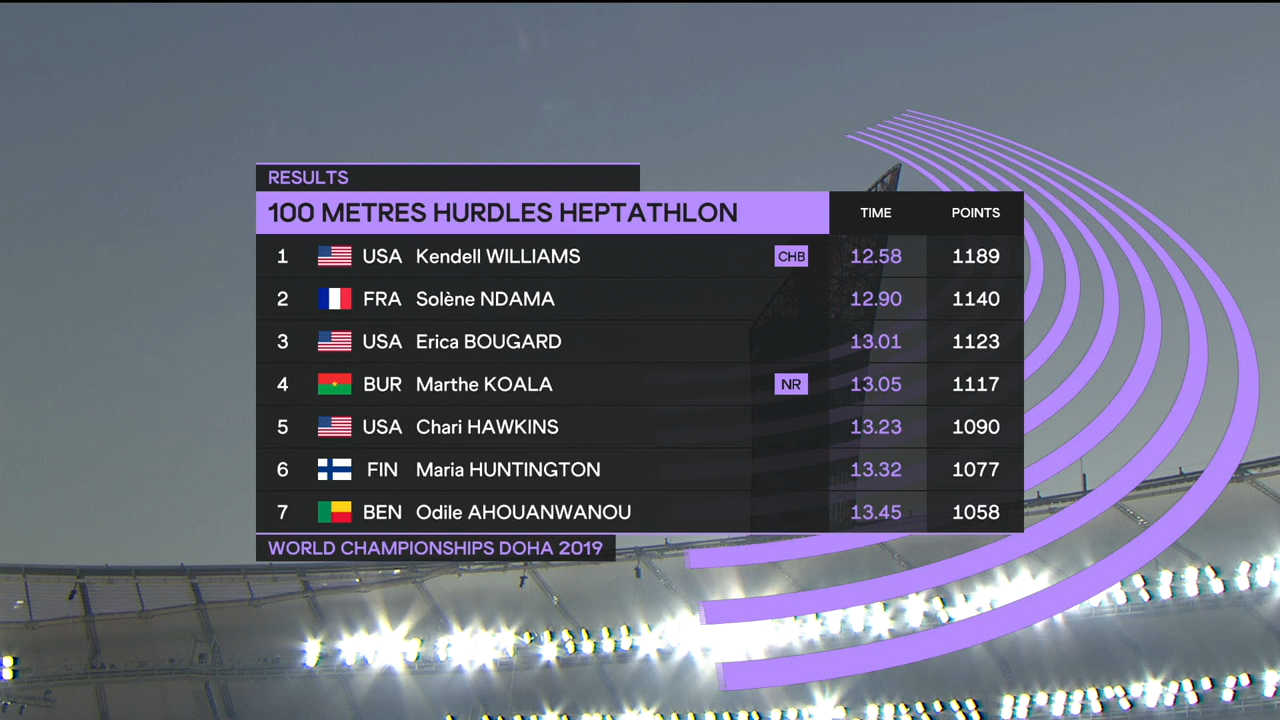 RESULTS
100 METRES HURDLES HEPTATHLON TIME POINTS
1 USA Kendell WILLIAMS CHB 12.58 1189
2 FRA Solène NDAMA 12.90 1140
3 USA Erica BOUGARD 13.01 1123
4 BUR Marthe KOALA NR 13.05 1117
5 USA Chari HAWKINS 13.23 1090
6 FIN Maria HUNTINGTON 13.32 1077
7 BEN Odile AHOUANWANOU 13.45 1058
WORLD CHAMPIONSHIPS DOHA 2019